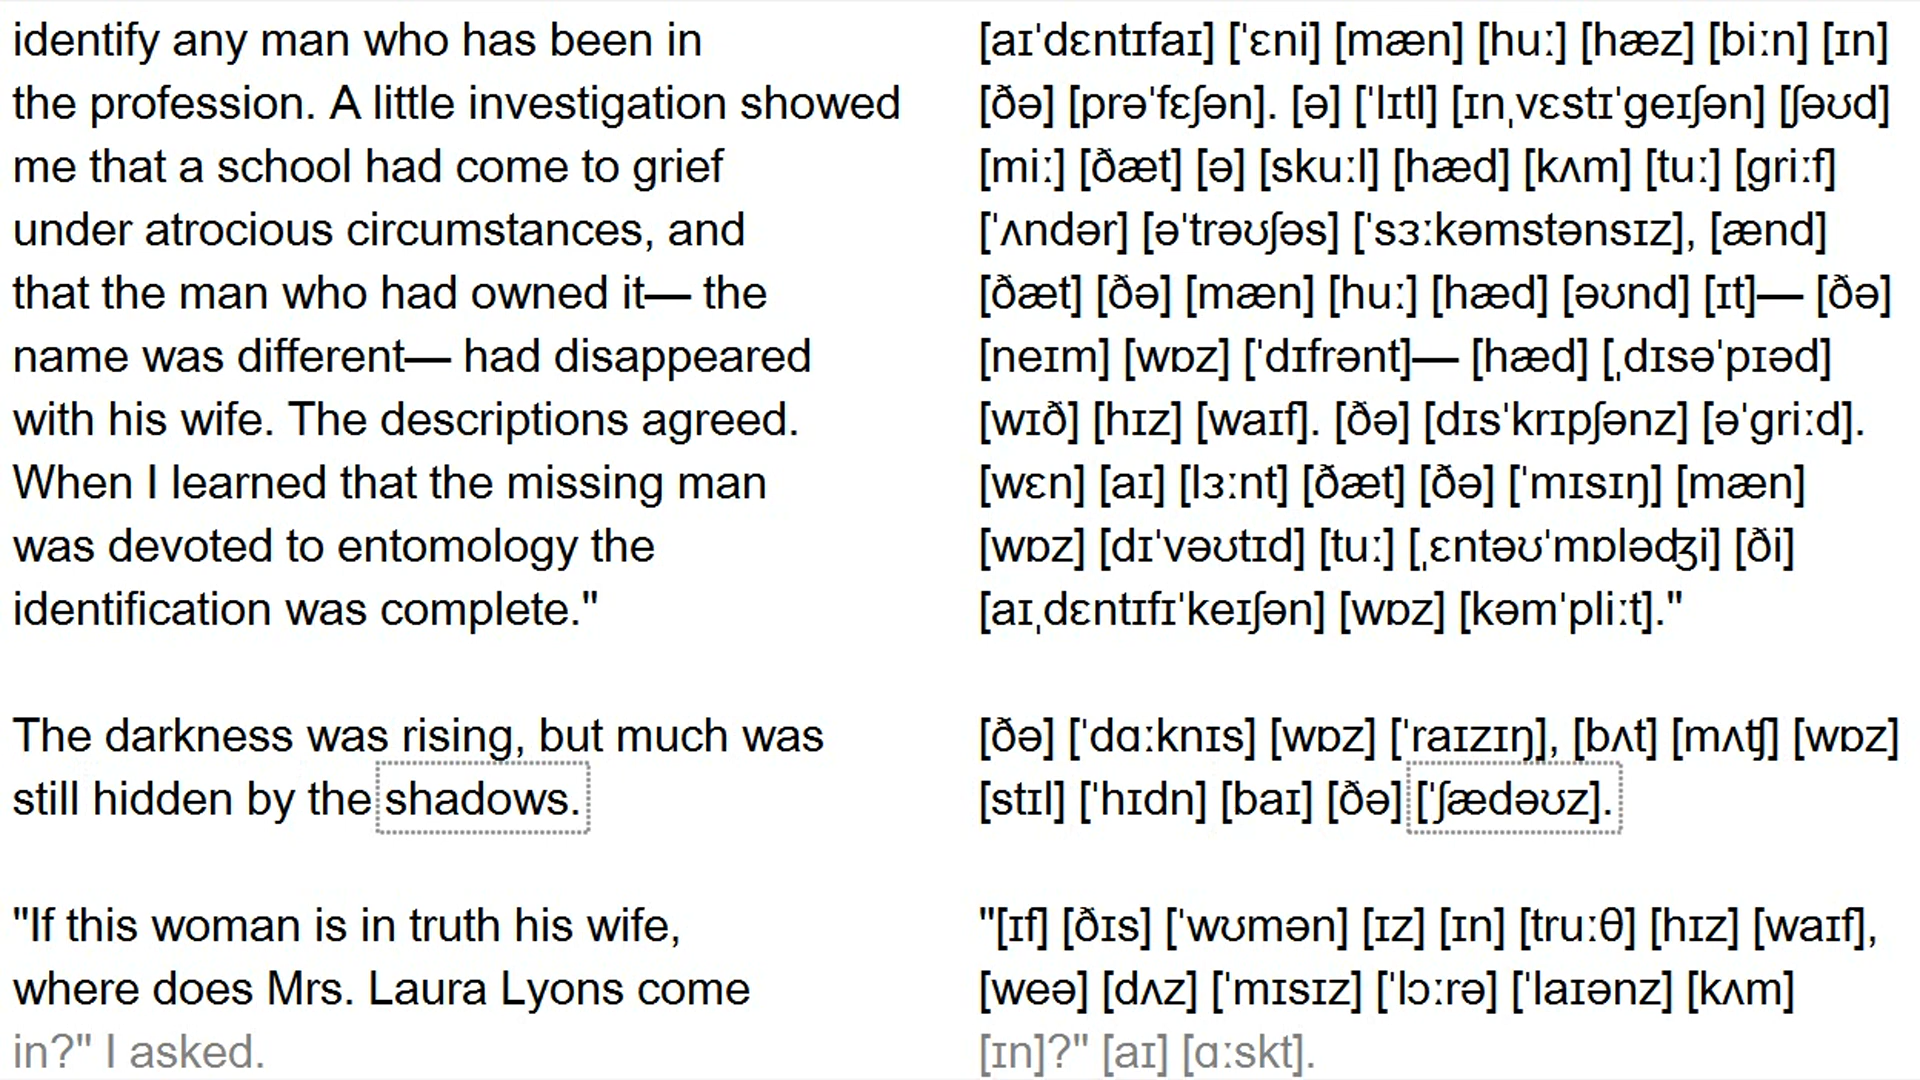 identify any man who has been in
the profession. A little investigation showed
me that a school had come to grief
under atrocious circumstances, and
that the man who had owned it— the
name was different— had disappeared
with his wife. The descriptions agreed.
When I learned that the missing man
was devoted to entomology the
identification was complete."
The darkness was rising, but much was
still hidden by the shadows.
"If this woman is in truth his wife,
where does Mrs. Laura Lyons come
in?" I asked.
[aɪˈdɛntɪfaɪ] [ˈɛni] [mæn] [huː] [hæz] [biːn] [ɪn]
[ðə] [prəˈfɛʃən]. [ə] [ˈlɪtl] [ɪnˌvɛstɪˈgeɪʃən] [ʃəʊd]
[miː] [ðæt] [ə] [skuːl] [hæd] [kʌm] [tuː] [griːf]
[ˈʌndər] [əˈtrəʊʃəs] [ˈsɜːkəmstənsɪz], [ænd]
[ðæt] [ðə] [mæn] [huː] [hæd] [əʊnd] [ɪt]— [ðə]
[neɪm] [wɒz] [ˈdɪfrənt]— [hæd] [ˌdɪsəˈpɪəd]
[wɪð] [hɪz] [waɪf]. [ðə] [dɪsˈkrɪpʃənz] [əˈgriːd].
[wɛn] [aɪ] [lɜːnt] [ðæt] [ðə] [ˈmɪsɪŋ] [mæn]
[wɒz] [dɪˈvəʊtɪd] [tuː] [ˌɛntəʊˈmɒləʤi] [ði]
[aɪˌdɛntɪfɪˈkeɪʃən] [wɒz] [kəmˈpliːt]."
[ðə] [ˈdɑːknɪs] [wɒz] [ˈraɪzɪŋ], [bʌt] [mʌʧ] [wɒz]
[stɪl] [ˈhɪdn] [baɪ] [ðə] [ˈʃædəʊz].
"[ɪf] [ðɪs] [ˈwʊmən] [ɪz] [ɪn] [truːθ] [hɪz] [waɪf],
[weə] [dʌz] [ˈmɪsɪz] [ˈlɔːrə] [ˈlaɪənz] [kʌm]
[ɪn]?" [aɪ] [ɑːskt].